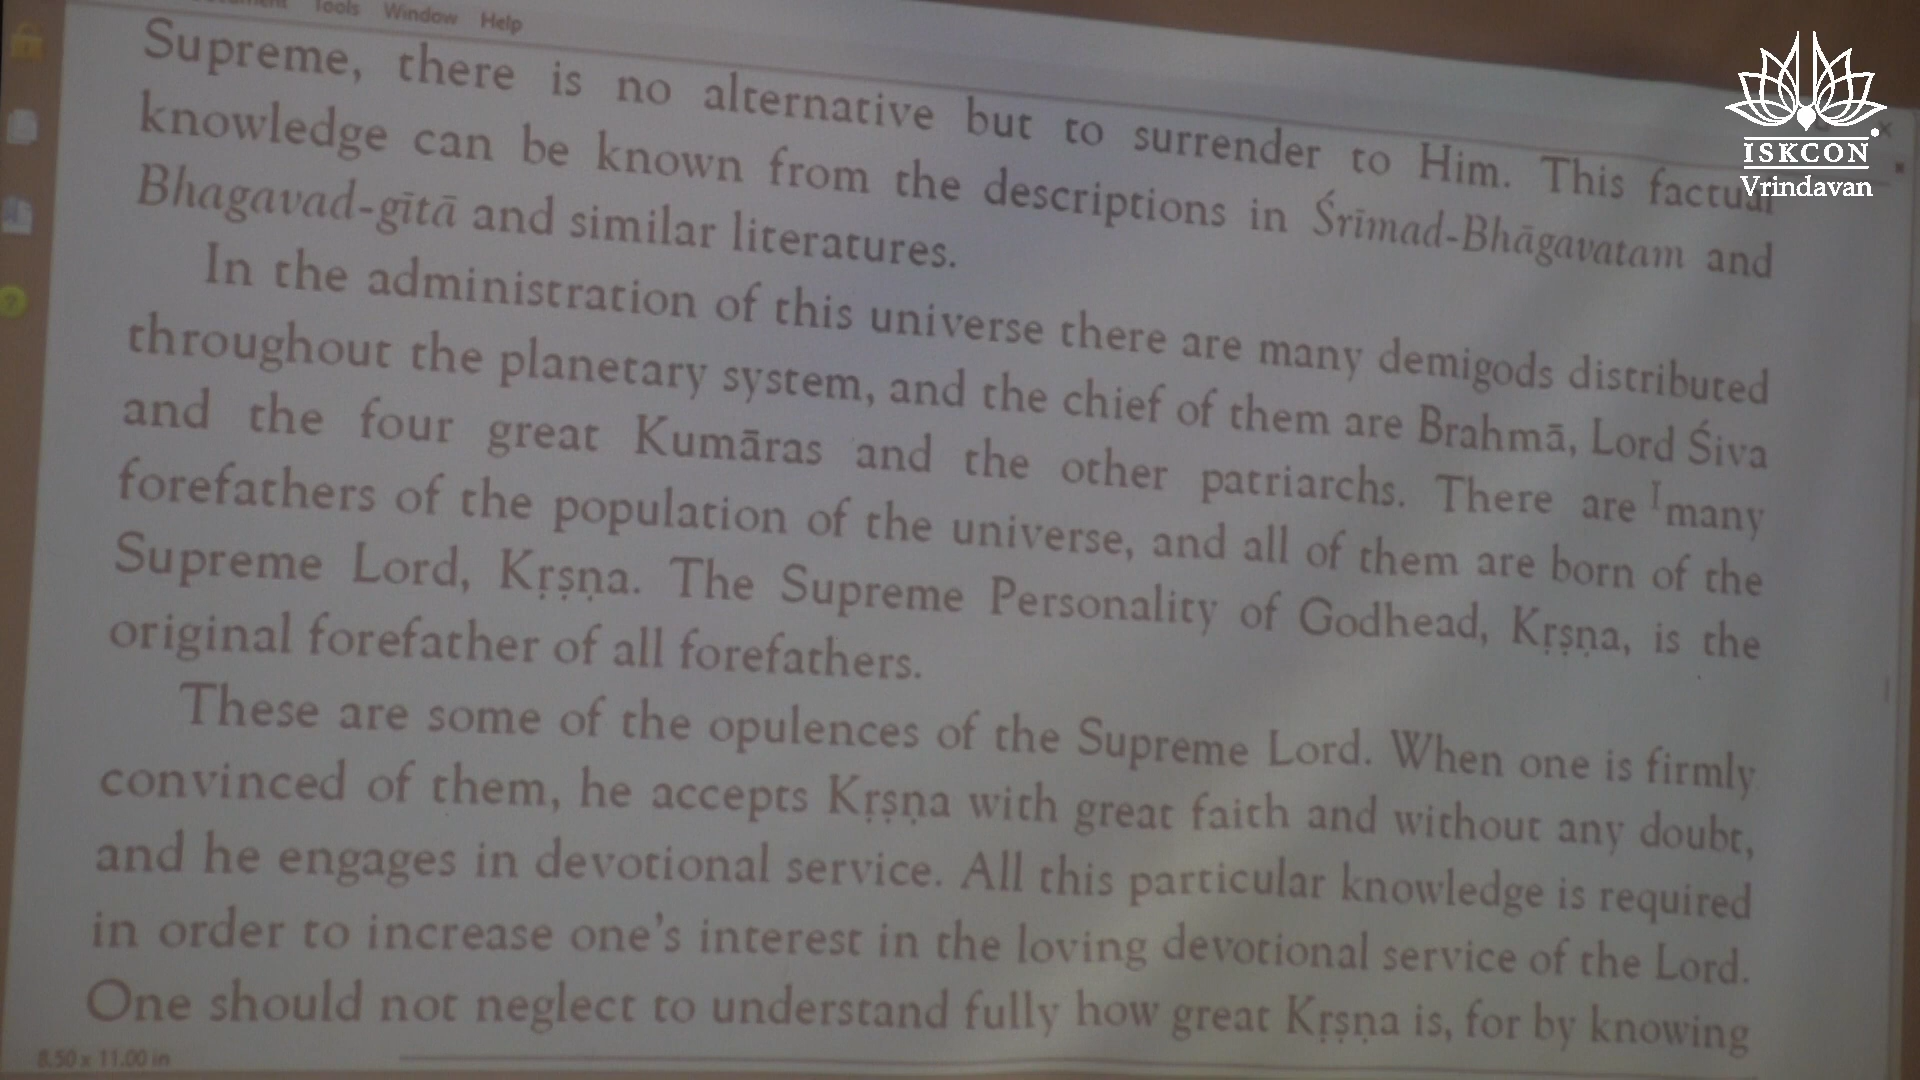 Tools Window Help
Supreme, there is no alternative but to surrender to Him. This factual
knowledge can be known from the descriptions in Śrīmad-Bhāgavatam and
Bhagavad-gītā and similar literatures.
In the administration of this universe there are many demigods distributed
throughout the planetary system, and the chief of them are Brahmā, Lord Śiva
and the four great Kumāras and the other patriarchs. There are many
forefathers of the population of the universe, and all of them are born of the
Supreme Lord, Kṛṣṇa. The Supreme Personality of Godhead, Kṛṣṇa, is the
original forefather of all forefathers.
These are some of the opulences of the Supreme Lord. When one is firmly
convinced of them, he accepts Kṛṣṇa with great faith and without any doubt,
and he engages in devotional service. All this particular knowledge is required
in order to increase one's interest in the loving devotional service of the Lord.
One should not neglect to understand fully how great Kṛṣṇa is, for by knowing
8.50 x 11.00 in
ISKCON
Vrindavan